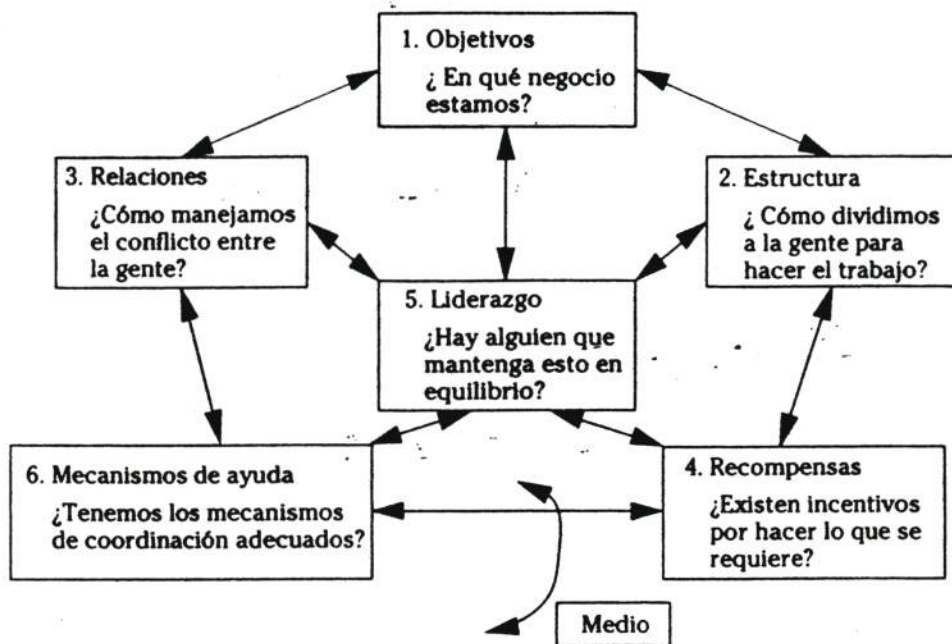 1. Objetivos
¿ En qué negocio
estamos?
3. Relaciones
¿Cómo manejamos
el conflicto entre
la gente?
2. Estructura
¿ Cómo dividimos
a la gente para
hacer el trabajo?
5. Liderazgo
¿Hay alguien que
mantenga esto en
equilibrio?
6. Mecanismos de ayuda
¿Tenemos los mecanismos
de coordinación adecuados?
4. Recompensas
¿Existen incentivos
por hacer lo que se
requiere?
Medio